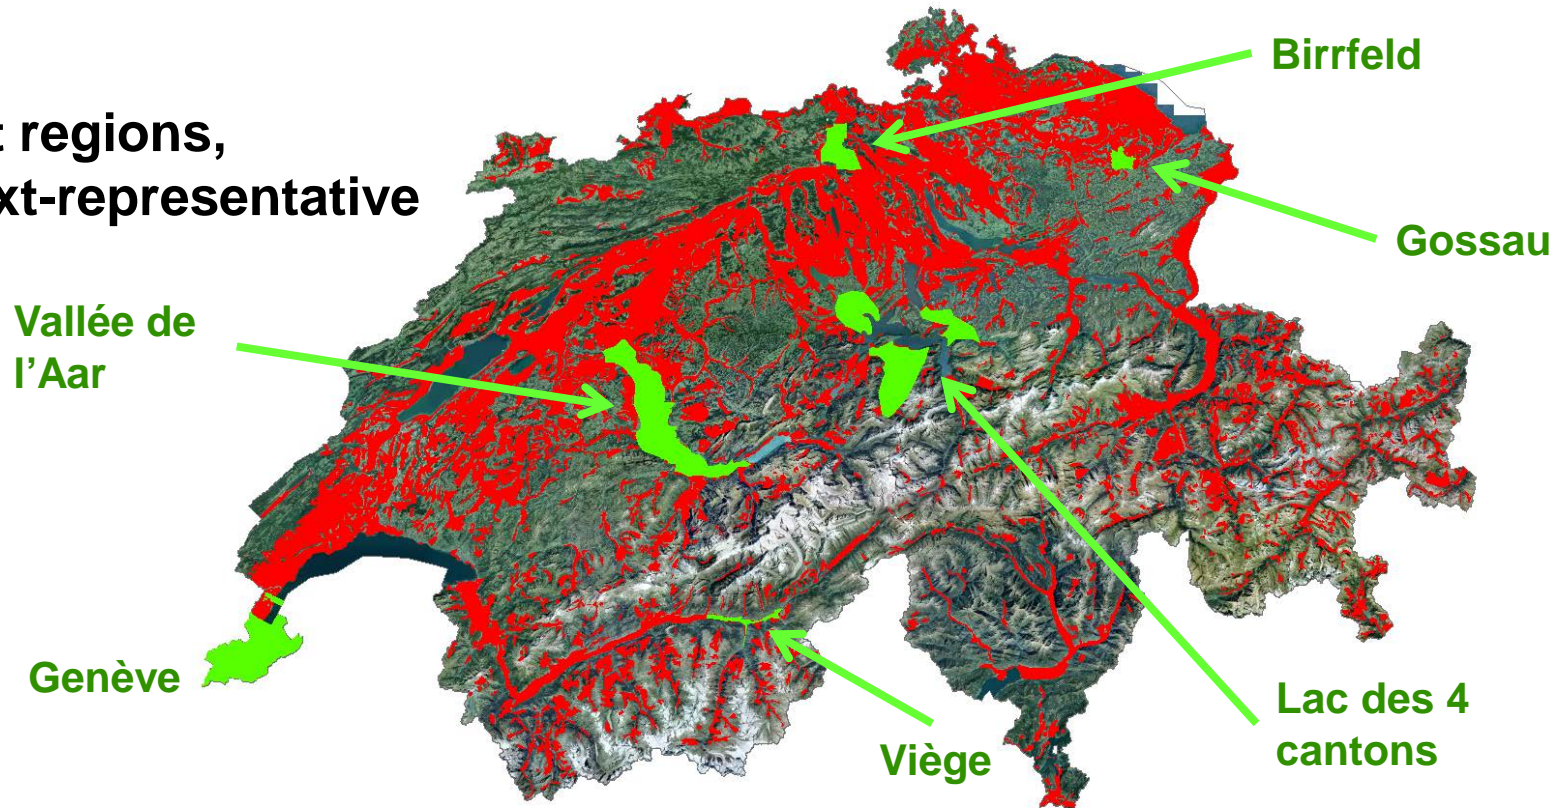 regions,
xt-representative
Birrfeld
Gossau
Vallée de
l'Aar
Genève
Viège
Lac des 4
cantons